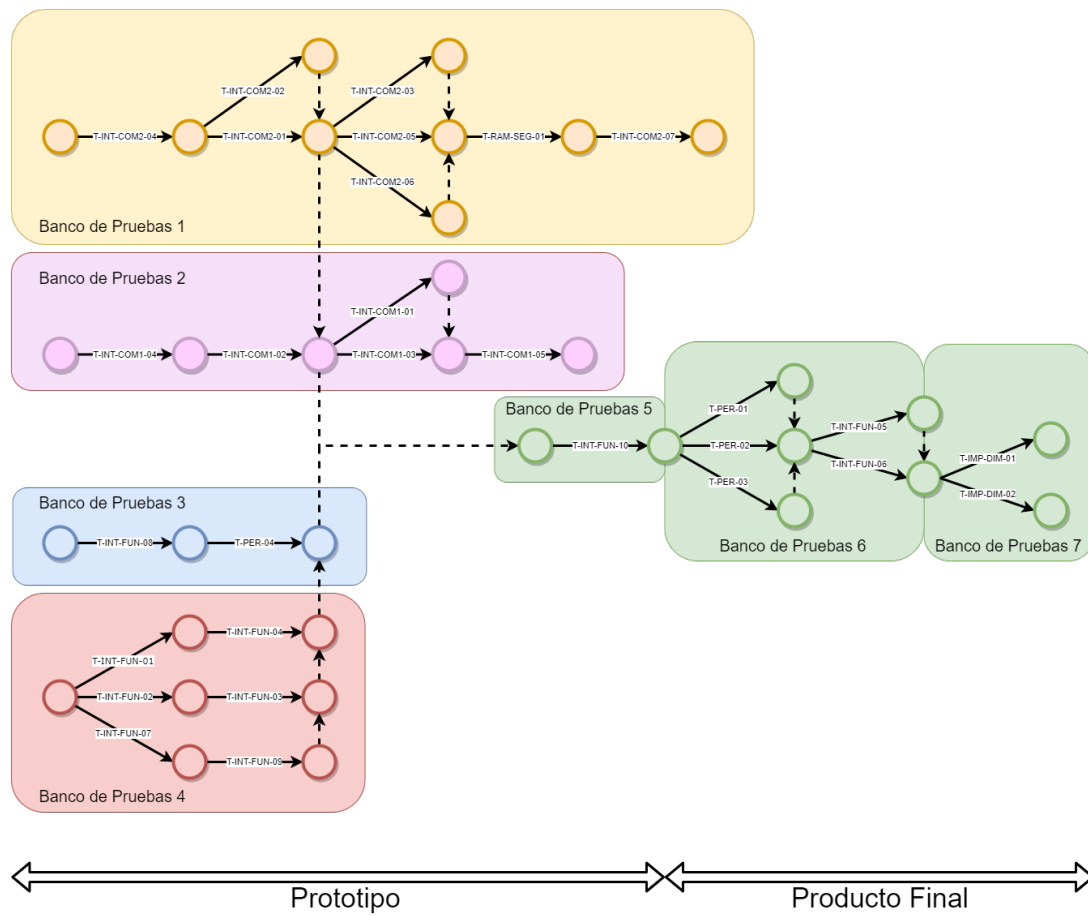 T-INT-COM2-02
T-INT-COM2-03
T-INT-COM2-04
T-INT-COM2-01
T-INT-COM2-05
T-RAM-SEG-01
T-INT-COM2-07
T-INT-COM2-06
Banco de Pruebas 1
Banco de Pruebas 2
T-INT-COM1-01
T-INT-COM1-04
T-INT-COM1-02
T-INT-COM1-03
T-INT-COM1-05
Banco de Pruebas 5
T-INT-FUN-10
T-PER-01
T-PER-02
T-PER-03
T-INT-FUN-05
T-INT-FUN-06
Banco de Pruebas 6
T-IMP-DIM-01
T-IMP-DIM-02
Banco de Pruebas 7
Banco de Pruebas 3
T-INT-FUN-08
T-PER-04
T-INT-FUN-04
T-INT-FUN-01
T-INT-FUN-02
T-INT-FUN-03
T-INT-FUN-07
T-INT-FUN-09
Banco de Pruebas 4
Prototipo
Producto Final